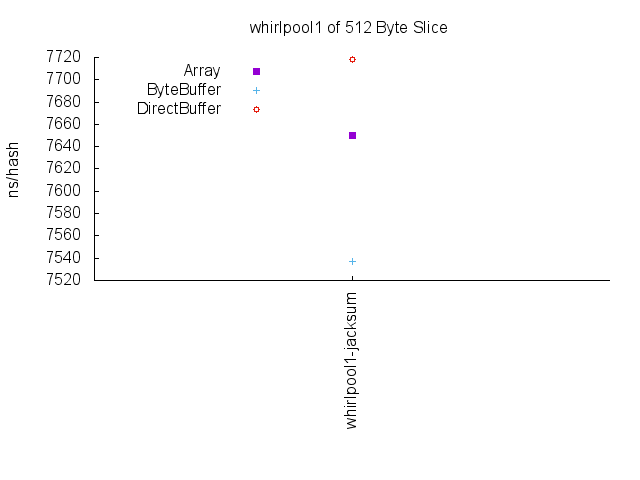 whirlpool1 of 512 Byte Slice
ns/hash
7720
7700
7680
7660
7640
7620
7600
7580
7560
7540
7520
Array
ByteBuffer
DirectBuffer
whirlpool1-jacksum